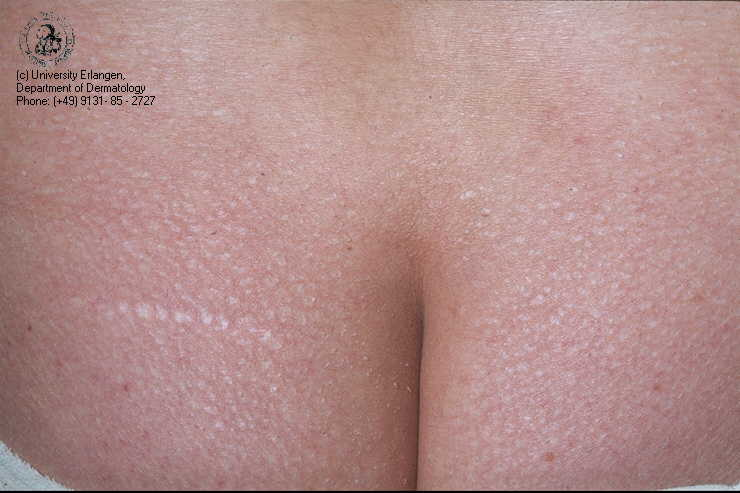 (c) University Erlangen,
Department of Dermatology
Phone: (+49) 9131- 85 - 2727